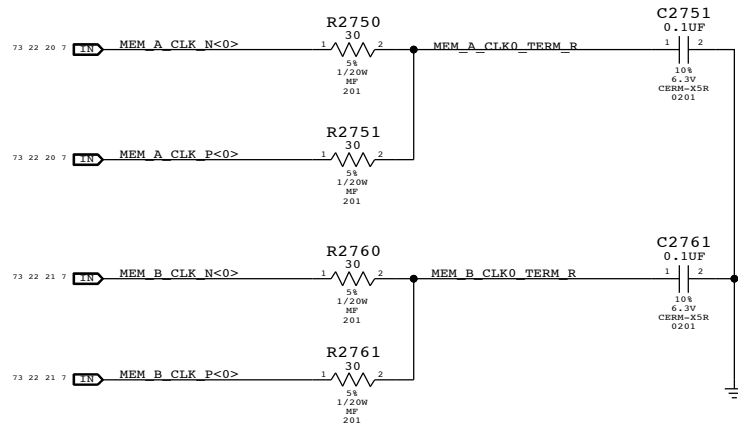 R2750
30
73 22 20 7 IN MEM_A_CLK_N<0> 1 2 MEM_A_CLK0_TERM_R
5%
1/20W
MF
201
C2751
0.1UF
1 2
10%
6.3V
CERM-X5R
0201
R2751
30
73 22 20 7 IN MEM_A_CLK_P<0> 1 2
5%
1/20W
MF
201
R2760
30
73 22 21 7 IN MEM_B_CLK_N<0> 1 2 MEM_B_CLK0_TERM_R
5%
1/20W
MF
201
C2761
0.1UF
1 2
10%
6.3V
CERM-X5R
0201
R2761
30
73 22 21 7 IN MEM_B_CLK_P<0> 1 2
5%
1/20W
MF
201